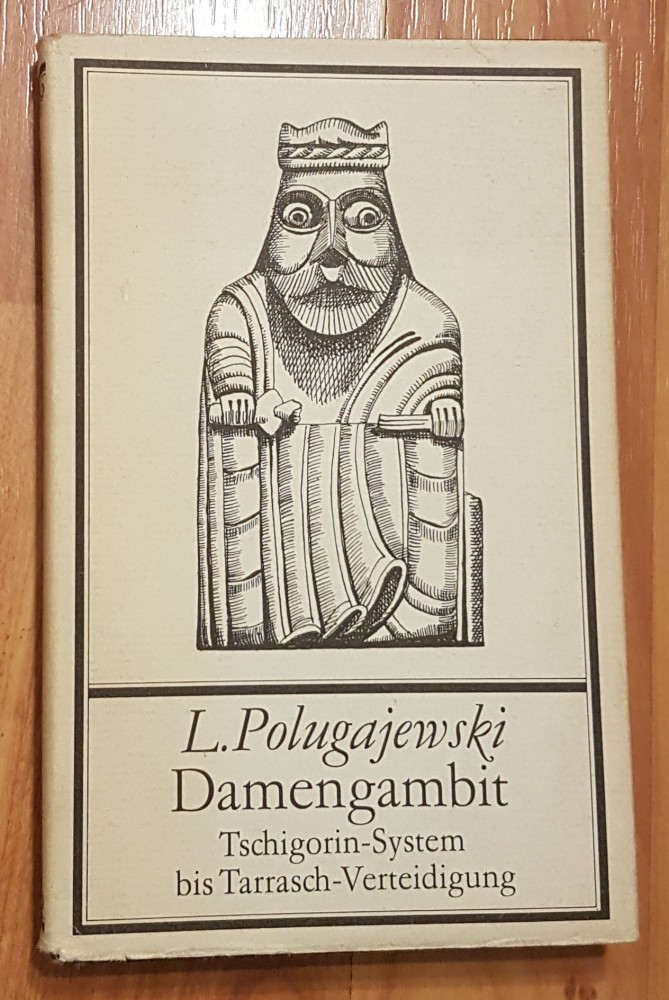 L. Polugajewski
Damengambit
Tschigorin-System
bis Tarrasch-Verteidigung